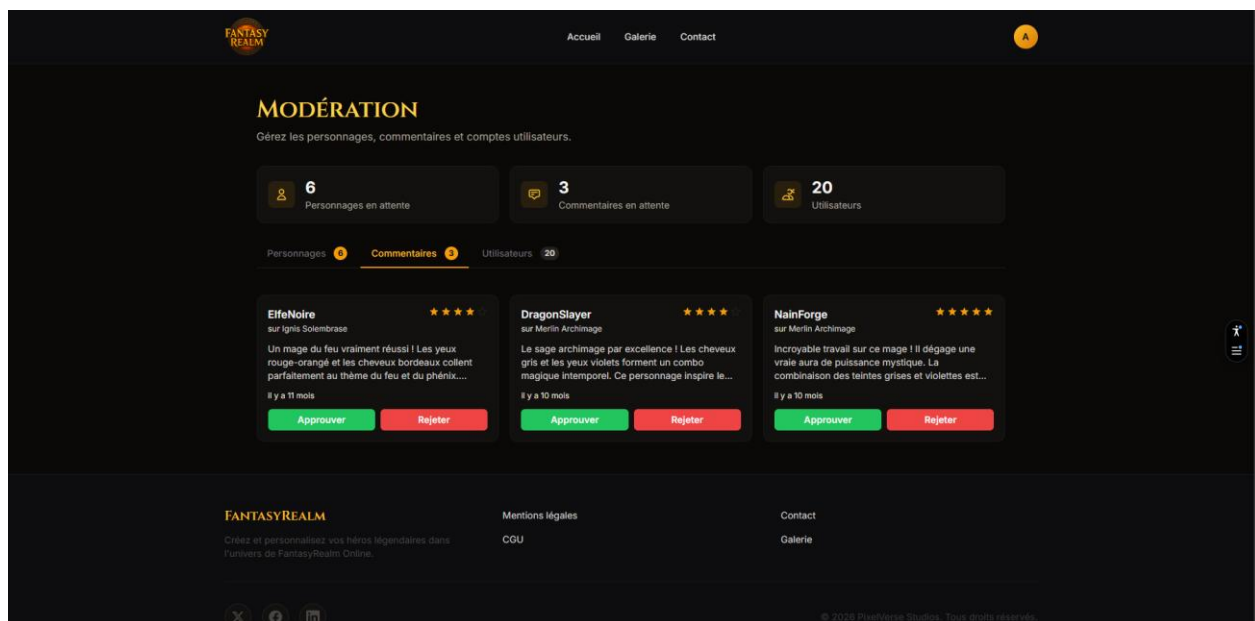 FANTASY
REALM
Accueil Galerie Contact
A
MODÉRATION
Gérez les personnages, commentaires et comptes utilisateurs.
6
Personnages en attente
3
Commentaires en attente
20
Utilisateurs
Personnages 6 Commentaires 3 Utilisateurs 20
ElfeNoire
sur Ignis Solembrase
Un mage du feu vraiment réussi ! Les yeux
rouge-orangé et les cheveux bordeaux collent
parfaitement au thème du feu et du phénix....
Il y a 11 mois
Approuver Rejeter
DragonSlayer
sur Merlin Archimage
Le sage archimage par excellence ! Les cheveux
gris et les yeux violets forment un combo
magique intemporel. Ce personnage inspire le...
Il y a 10 mois
Approuver Rejeter
NainForge
sur Merlin Archimage
Incroyable travail sur ce mage ! Il dégage une
vraie aura de puissance mystique. La
combinaison des teintes grises et violettes est...
Il y a 10 mois
Approuver Rejeter
FANTASYREALM
Créez et personnalisez vos héros légendaires dans
l'univers de FantasyRealm Online.
Mentions légales
CGU
Contact
Galerie
© 2026 PixelVerse Studios. Tous droits réservés.